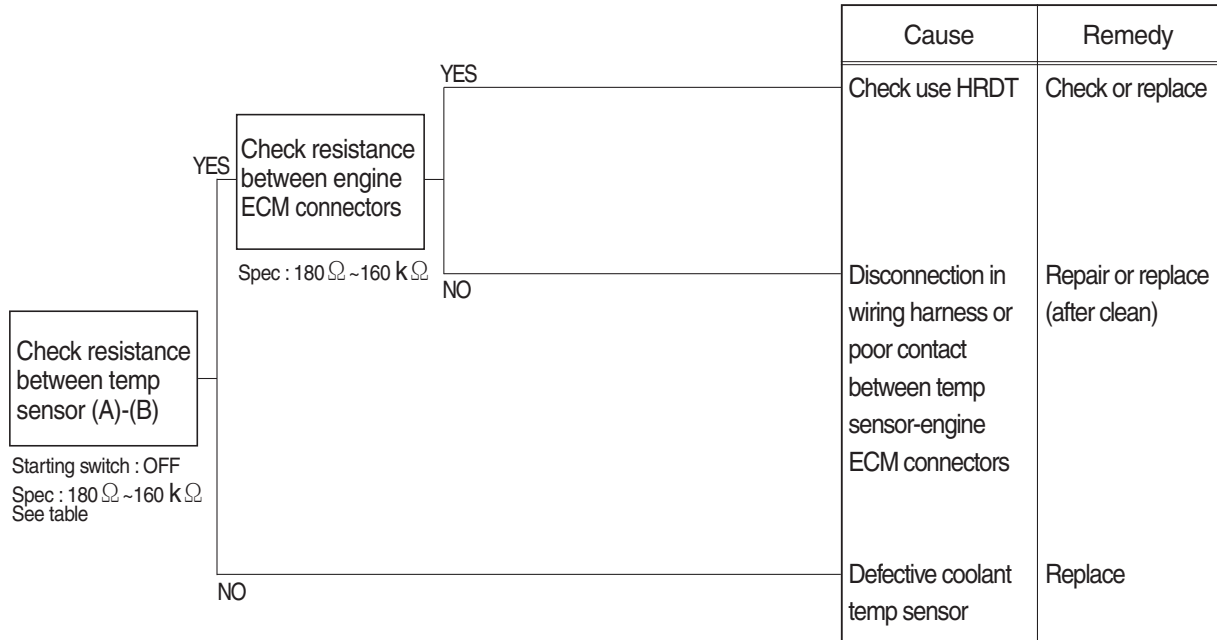 Cause
Remedy
YES
Check use HRDT
Check or replace
YES
Check resistance
between engine
ECM connectors
Spec : 180 Ω ~160 k Ω
NO
Disconnection in
wiring harness or
poor contact
between temp
sensor-engine
ECM connectors
Repair or replace
(after clean)
Check resistance
between temp
sensor (A)-(B)
Starting switch : OFF
Spec : 180 Ω ~160 k Ω
See table
NO
Defective coolant
temp sensor
Replace